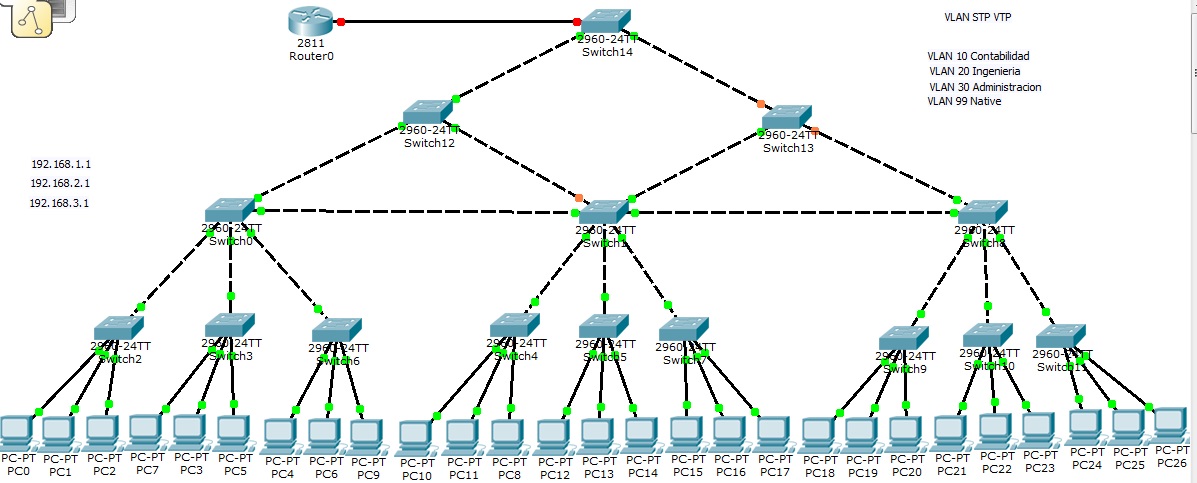 VLAN STP VTP
2811
Router0
2960-24TT
Switch14
VLAN 10 Contabilidad
VLAN 20 Ingenieria
VLAN 30 Administracion
VLAN 99 Native
2960-24TT
Switch12
2960-24TT
Switch13
192.168.1.1
192.168.2.1
192.168.3.1
2960-24TT
Switch0
2960-24TT
Switch1
2960-24TT
Switch8
2960-24TT
Switch2
2960-24TT
Switch3
2960-24TT
Switch6
2960-24TT
Switch4
2960-24TT
Switch5
2960-24TT
Switch7
2960-24TT
Switch9
2960-24TT
Switch10
2960-24TT
Switch11
PC-PT
PC0
PC-PT
PC1
PC-PT
PC2
PC-PT
PC7
PC-PT
PC3
PC-PT
PC5
PC-PT
PC4
PC-PT
PC6
PC-PT
PC9
PC-PT
PC10
PC-PT
PC11
PC-PT
PC8
PC-PT
PC12
PC-PT
PC13
PC-PT
PC14
PC-PT
PC15
PC-PT
PC16
PC-PT
PC17
PC-PT
PC18
PC-PT
PC19
PC-PT
PC20
PC-PT
PC21
PC-PT
PC22
PC-PT
PC23
PC-PT
PC24
PC-PT
PC25
PC-PT
PC26